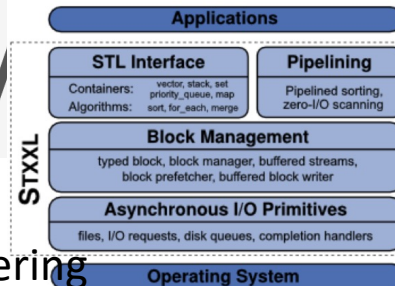 Applications
STL Interface
Containers: vector, stack, set
priority_queue, map
Algorithms: sort, for_each, merge
Pipelining
Pipelined sorting,
zero-I/O scanning
Block Management
typed block, block manager, buffered streams,
block prefetcher, buffered block writer
Asynchronous I/O Primitives
files, I/O requests, disk queues, completion handlers
Operating System
STXXL
ering